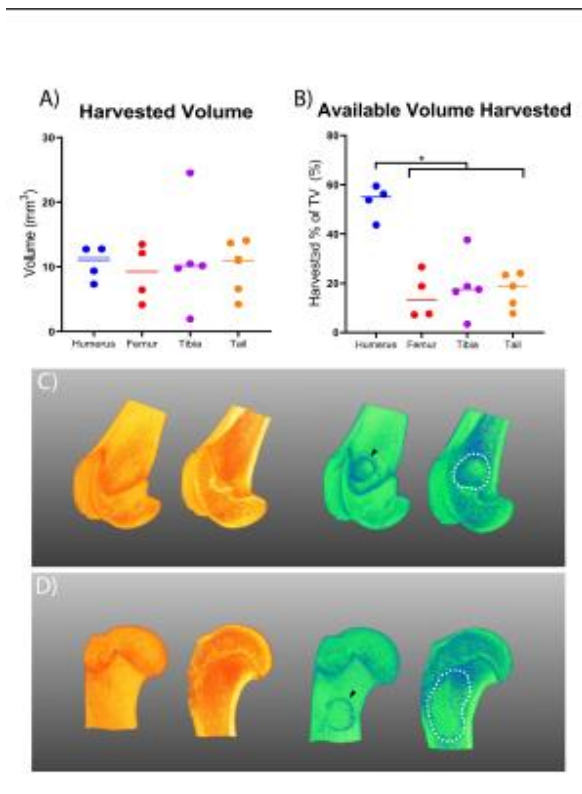 A) Harvested Volume
Volume (mm³)
30
20
10
0
Humerus Femur Tibia Tail
B) Available Volume Harvested
Harvested % of TV (%)
80
60
40
20
0
*
Humerus Femur Tibia Tail
C)
D)